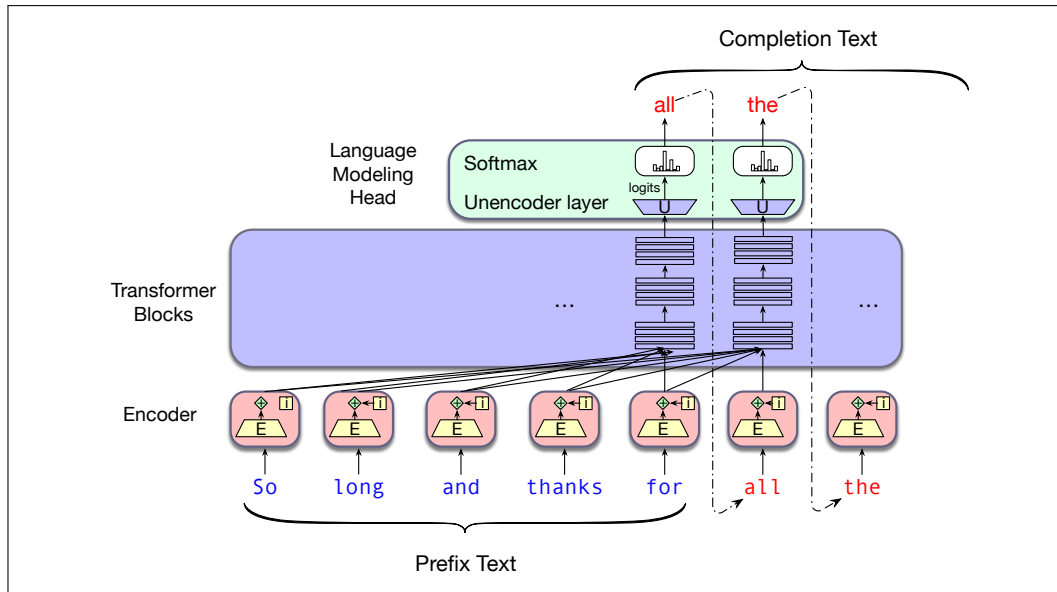 Completion Text
all the
Language
Modeling
Head
Softmax
logits
Unencoder layer
U U
Transformer
Blocks
... ...
Encoder
i i i i i i i
E E E E E E E
So long and thanks for all the
Prefix Text